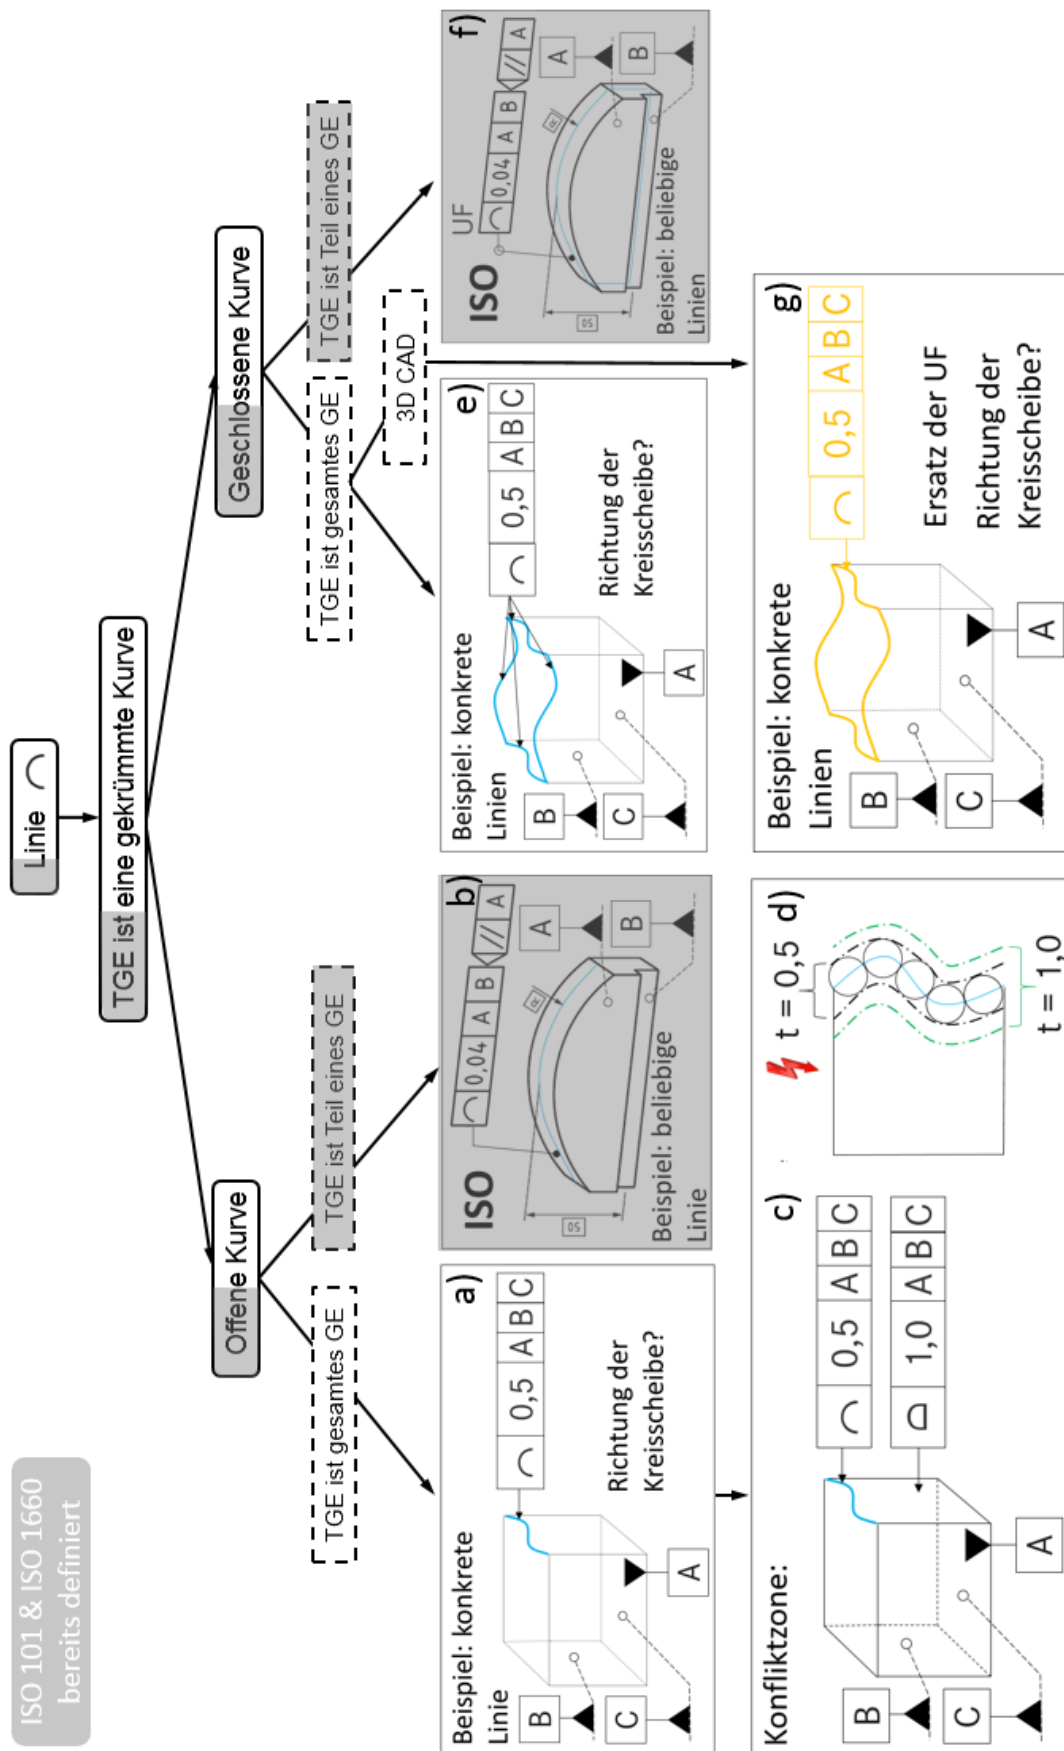 ISO 101 & ISO 1660
bereits definiert
Linie ⌒
TGE ist eine gekrümmte Kurve
Offene Kurve
Geschlossene Kurve
TGE ist gesamtes GE
TGE ist Teil eines GE
TGE ist gesamtes GE
TGE ist Teil eines GE
3D CAD
Beispiel: konkrete
Linie
a)
⌒ 0,5 A B C
Richtung der
Kreisscheibe?
B
C
A
ISO
b)
⌒ 0,04 A B // A
R
50
A
B
Beispiel: beliebige
Linie
Beispiel: konkrete
Linien
e)
⌒ 0,5 A B C
Richtung der
Kreisscheibe?
B
C
A
ISO
UF
f)
⌒ 0,04 A B // A
R
50
A
B
Beispiel: beliebige
Linien
Konfliktzone:
c)
⌒ 0,5 A B C
⌓ 1,0 A B C
B
C
A
t = 0,5
d)
t = 1,0
Beispiel: konkrete
Linien
g)
⌒ 0,5 A B C
Ersatz der UF
Richtung der
Kreisscheibe?
B
C
A